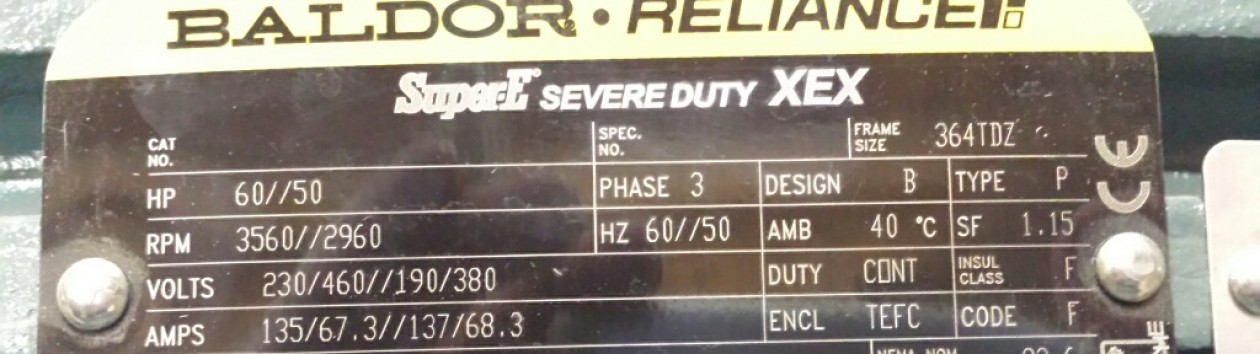 BALDOR • RELIANCE
Super-E SEVERE DUTY XEX
CAT NO. SPEC. NO. FRAME SIZE 364TDZ
HP 60//50 PHASE 3 DESIGN B TYPE P
RPM 3560//2960 HZ 60//50 AMB 40 °C SF 1.15
VOLTS 230/460//190/380 DUTY CONT INSUL CLASS F
AMPS 135/67.3//137/68.3 ENCL TEFC CODE F
CE